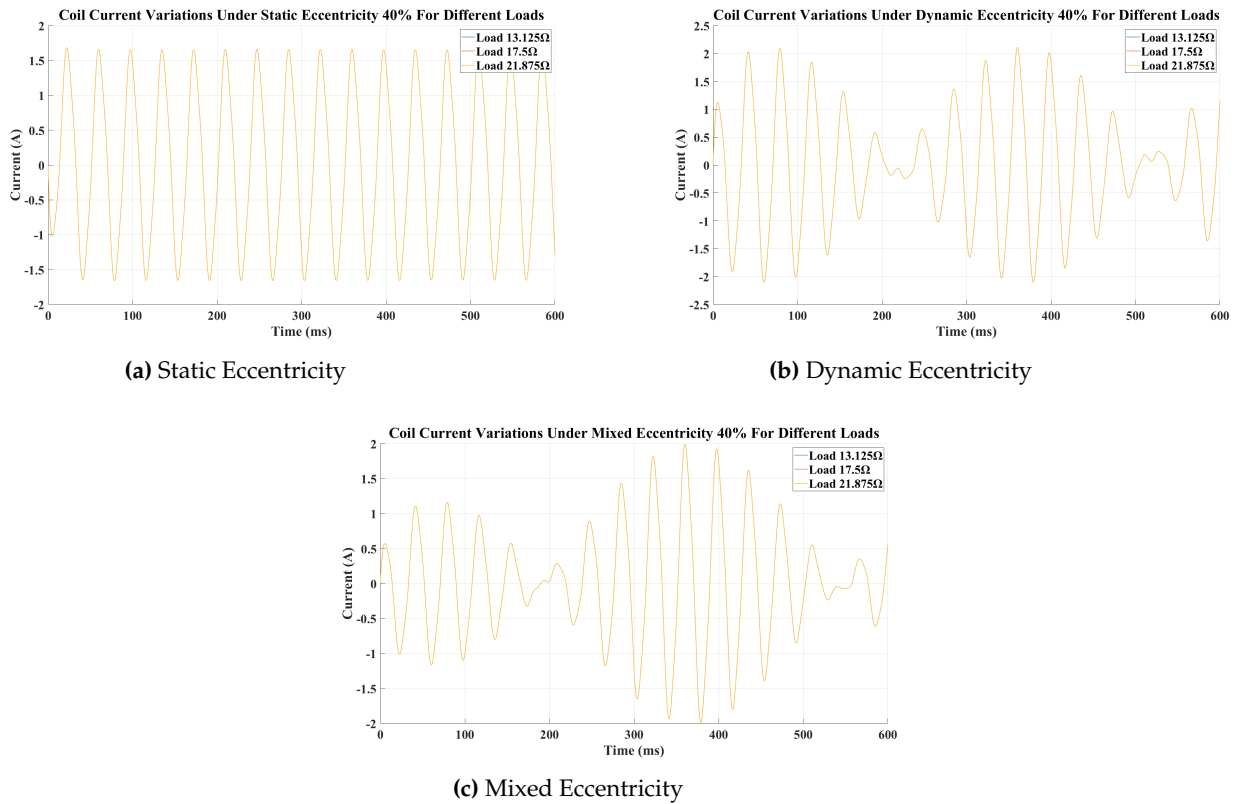 Coil Current Variations Under Static Eccentricity 40% For Different Loads
2
1.5
1
0.5
0
-0.5
-1
-1.5
-2
Current (A)
Load 13.125Ω
Load 17.5Ω
Load 21.875Ω
0 100 200 300 400 500 600
Time (ms)
(a) Static Eccentricity
Coil Current Variations Under Dynamic Eccentricity 40% For Different Loads
2.5
2
1.5
1
0.5
0
-0.5
-1
-1.5
-2
-2.5
Current (A)
Load 13.125Ω
Load 17.5Ω
Load 21.875Ω
0 100 200 300 400 500 600
Time (ms)
(b) Dynamic Eccentricity
Coil Current Variations Under Mixed Eccentricity 40% For Different Loads
2
1.5
1
0.5
0
-0.5
-1
-1.5
-2
Current (A)
Load 13.125Ω
Load 17.5Ω
Load 21.875Ω
0 100 200 300 400 500 600
Time (ms)
(c) Mixed Eccentricity